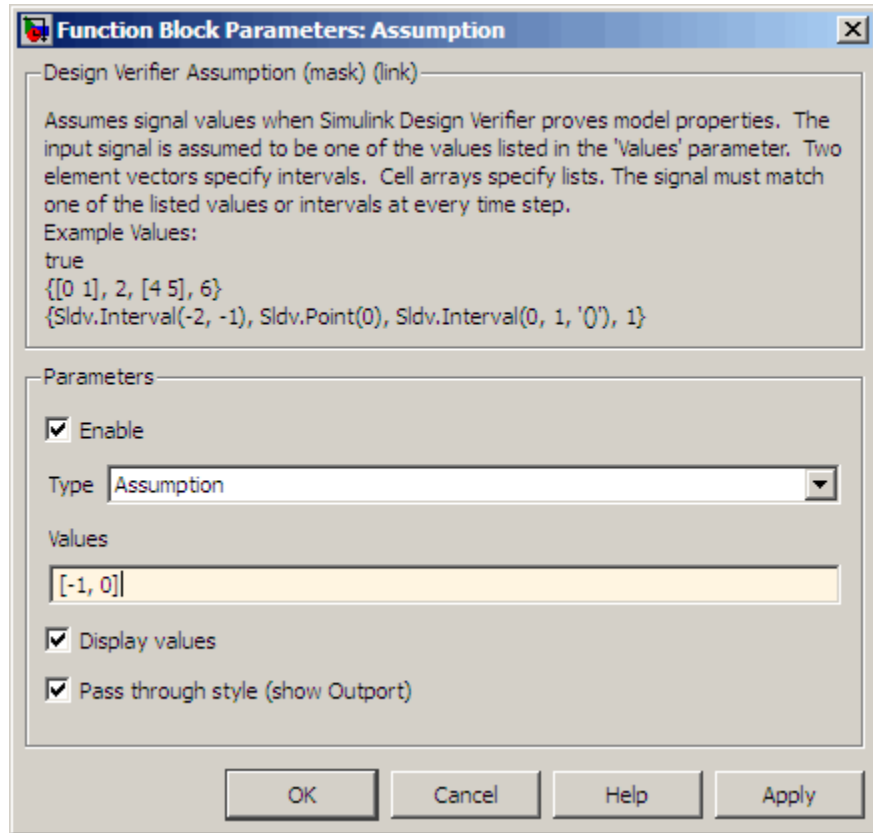 Function Block Parameters: Assumption
Design Verifier Assumption (mask) (link)
Assumes signal values when Simulink Design Verifier proves model properties.  The
input signal is assumed to be one of the values listed in the 'Values' parameter.  Two
element vectors specify intervals.  Cell arrays specify lists. The signal must match
one of the listed values or intervals at every time step.
Example Values:
true
{[0 1], 2, [4 5], 6}
{Sldv.Interval(-2, -1), Sldv.Point(0), Sldv.Interval(0, 1, '()'), 1}
Parameters
Enable
Type Assumption
Values
[-1, 0]
Display values
Pass through style (show Outport)
OK Cancel Help Apply